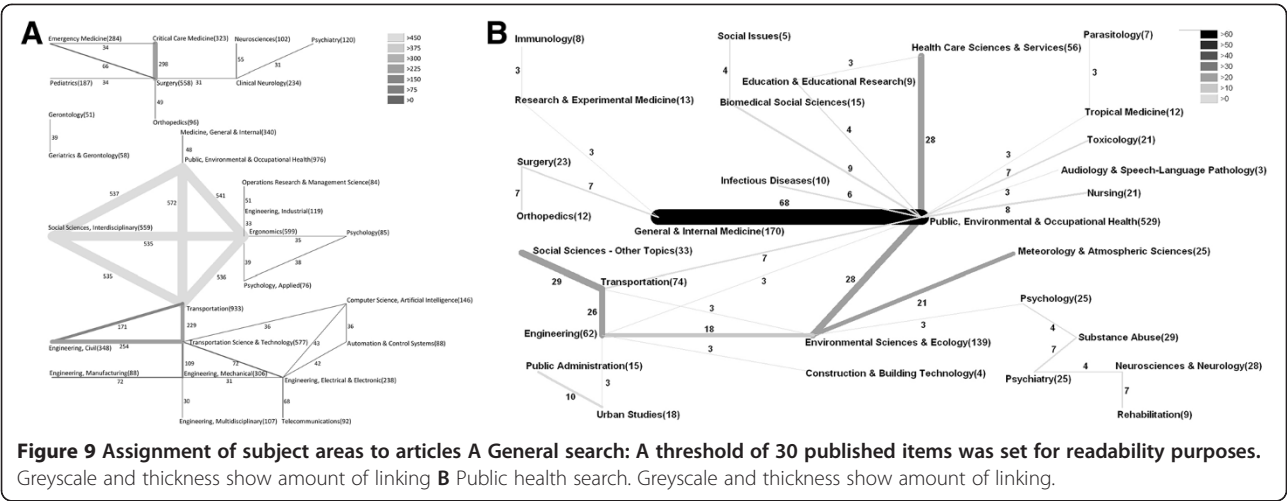 A
Emergency Medicine(284)
Critical Care Medicine(323)
Neurosciences(102)
Psychiatry(120)
34
298
66
55
31
Pediatrics(187)
34
Surgery(558)
31
Clinical Neurology(234)
43
Orthopedics(96)
>450
>375
>300
>225
>150
>75
>0
Gerontology(51)
39
Geriatrics & Gerontology(58)
Medicine, General & Internal(340)
48
Public, Environmental & Occupational Health(976)
537
572
541
Operations Research & Management Science(84)
51
Engineering, Industrial(119)
33
Social Sciences, Interdisciplinary(559)
535
Ergonomics(599)
35
Psychology(85)
39
38
535
536
Psychology, Applied(76)
Transportation(933)
171
229
Computer Science, Artificial Intelligence(146)
36
36
Engineering, Civil(348)
254
Transportation Science & Technology(577)
43
Automation & Control Systems(88)
42
109
72
Engineering, Manufacturing(88)
72
Engineering, Mechanical(306)
31
Engineering, Electrical & Electronic(238)
30
68
Engineering, Multidisciplinary(107)
Telecommunications(92)
B
Immunology(8)
3
Research & Experimental Medicine(13)
3
Social Issues(5)
4
Education & Educational Research(9)
3
Biomedical Social Sciences(15)
4
9
Health Care Sciences & Services(56)
28
Parasitology(7)
3
Tropical Medicine(12)
3
>60
>50
>40
>30
>20
>10
>0
Toxicology(21)
7
Audiology & Speech-Language Pathology(3)
3
Nursing(21)
8
Surgery(23)
7
7
Orthopedics(12)
Infectious Diseases(10)
6
68
General & Internal Medicine(170)
Public, Environmental & Occupational Health(529)
Social Sciences - Other Topics(33)
29
7
Transportation(74)
3
28
26
3
Meteorology & Atmospheric Sciences(25)
21
Engineering(62)
18
3
Environmental Sciences & Ecology(139)
3
Construction & Building Technology(4)
Psychology(25)
4
Substance Abuse(29)
7
Psychiatry(25)
4
Neurosciences & Neurology(28)
7
Rehabilitation(9)
Public Administration(15)
3
10
Urban Studies(18)
Figure 9 Assignment of subject areas to articles A General search: A threshold of 30 published items was set for readability purposes.
Greyscale and thickness show amount of linking B Public health search. Greyscale and thickness show amount of linking.